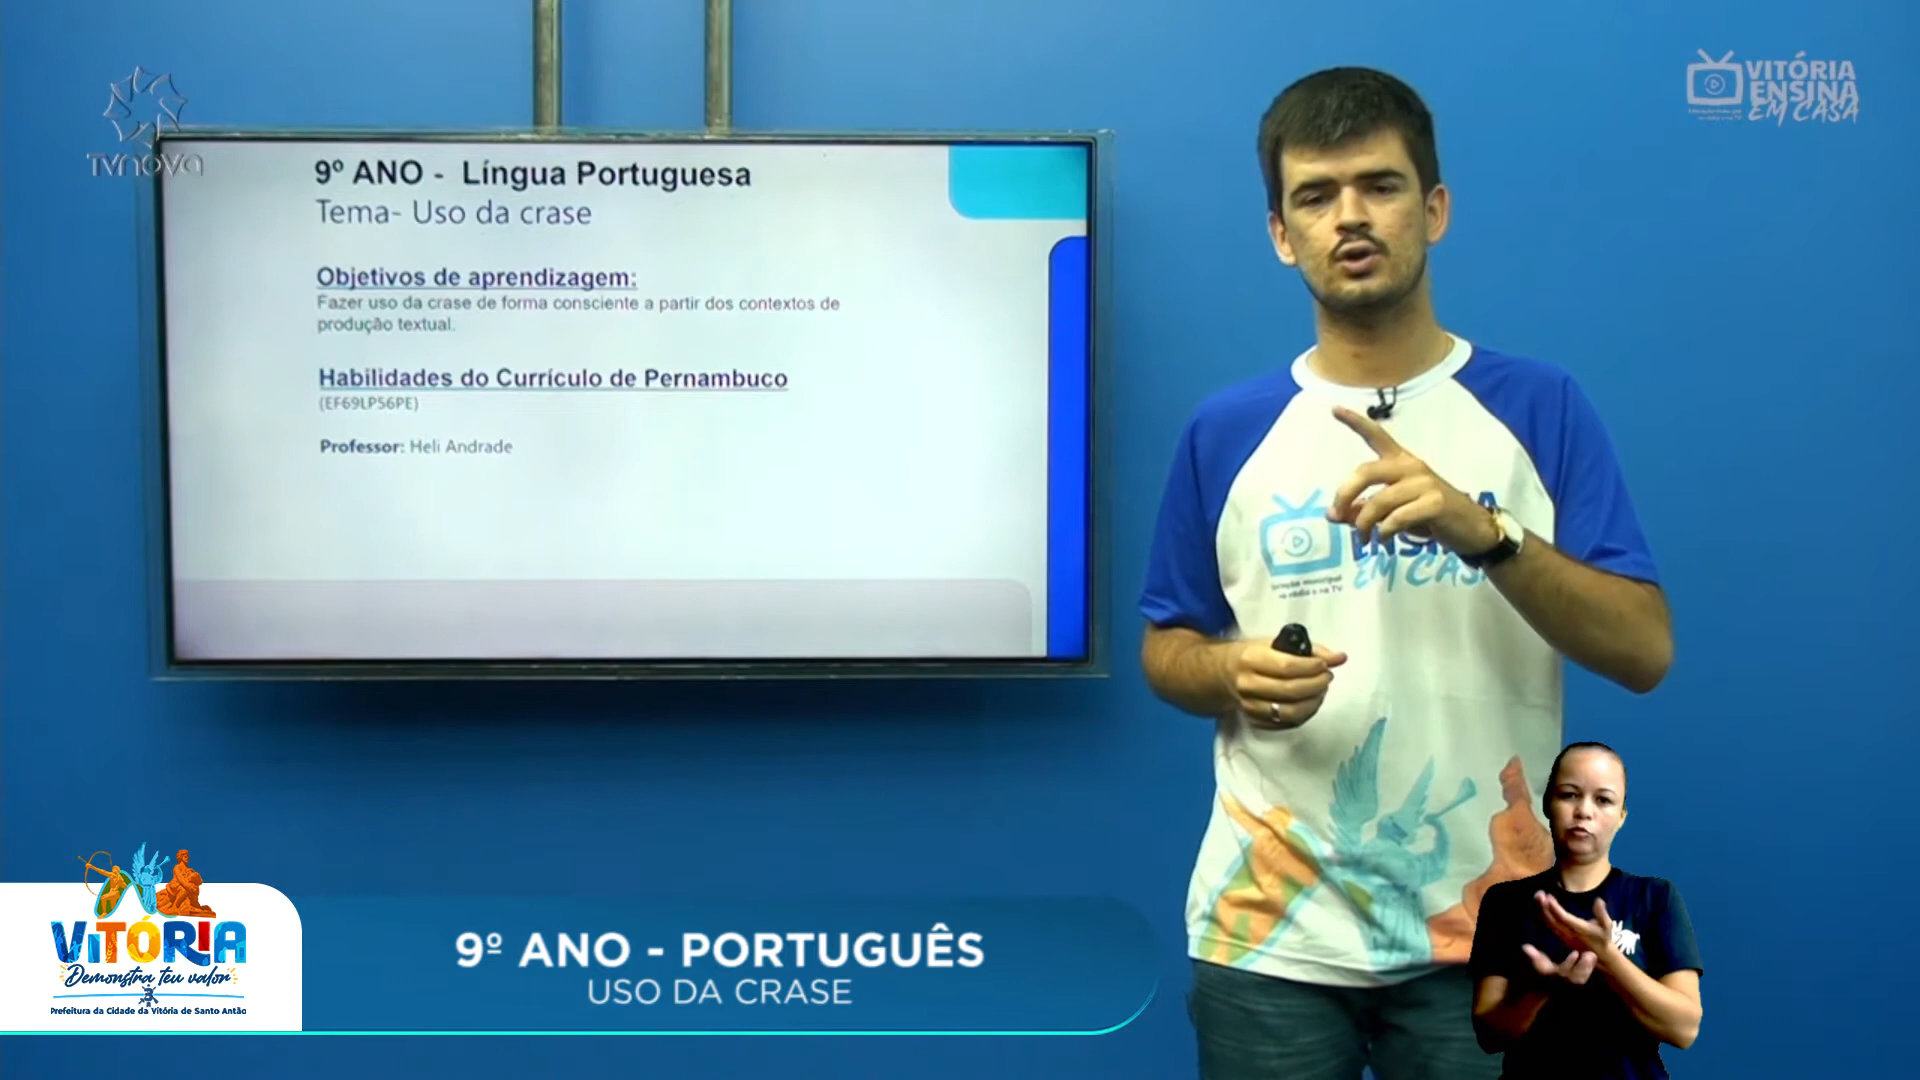 TVNOVA
VITÓRIA
ENSINA
EM CASA
9º ANO - Língua Portuguesa
Tema- Uso da crase
Objetivos de aprendizagem:
Fazer uso da crase de forma consciente a partir dos contextos de
produção textual.
Habilidades do Currículo de Pernambuco
(EF69LP56PE)
Professor: Heli Andrade
EM CASA
VITÓRIA
Demonstra teu valor
Prefeitura da Cidade da Vitória de Santo Antão
9º ANO - PORTUGUÊS
USO DA CRASE